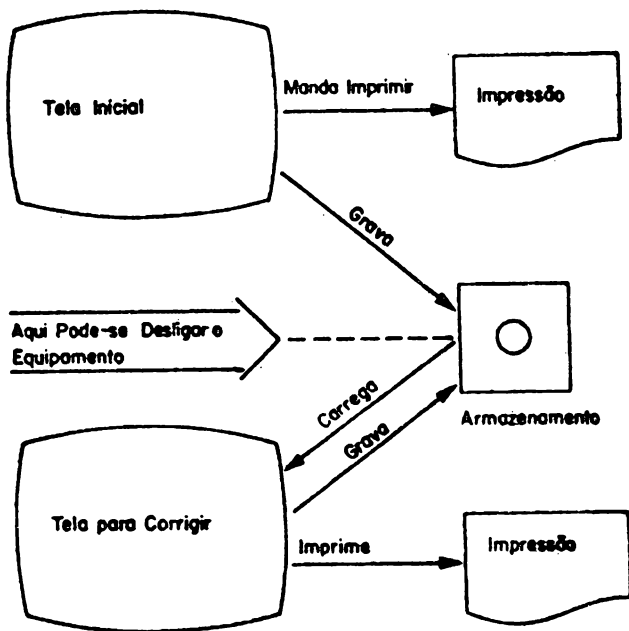 Tela Inicial
Manda Imprimir
Impressão
Grava
Aqui Pode-se Desligar o
Equipamento
Carrega
Grava
Armazenamento
Tela para Corrigir
Imprime
Impressão